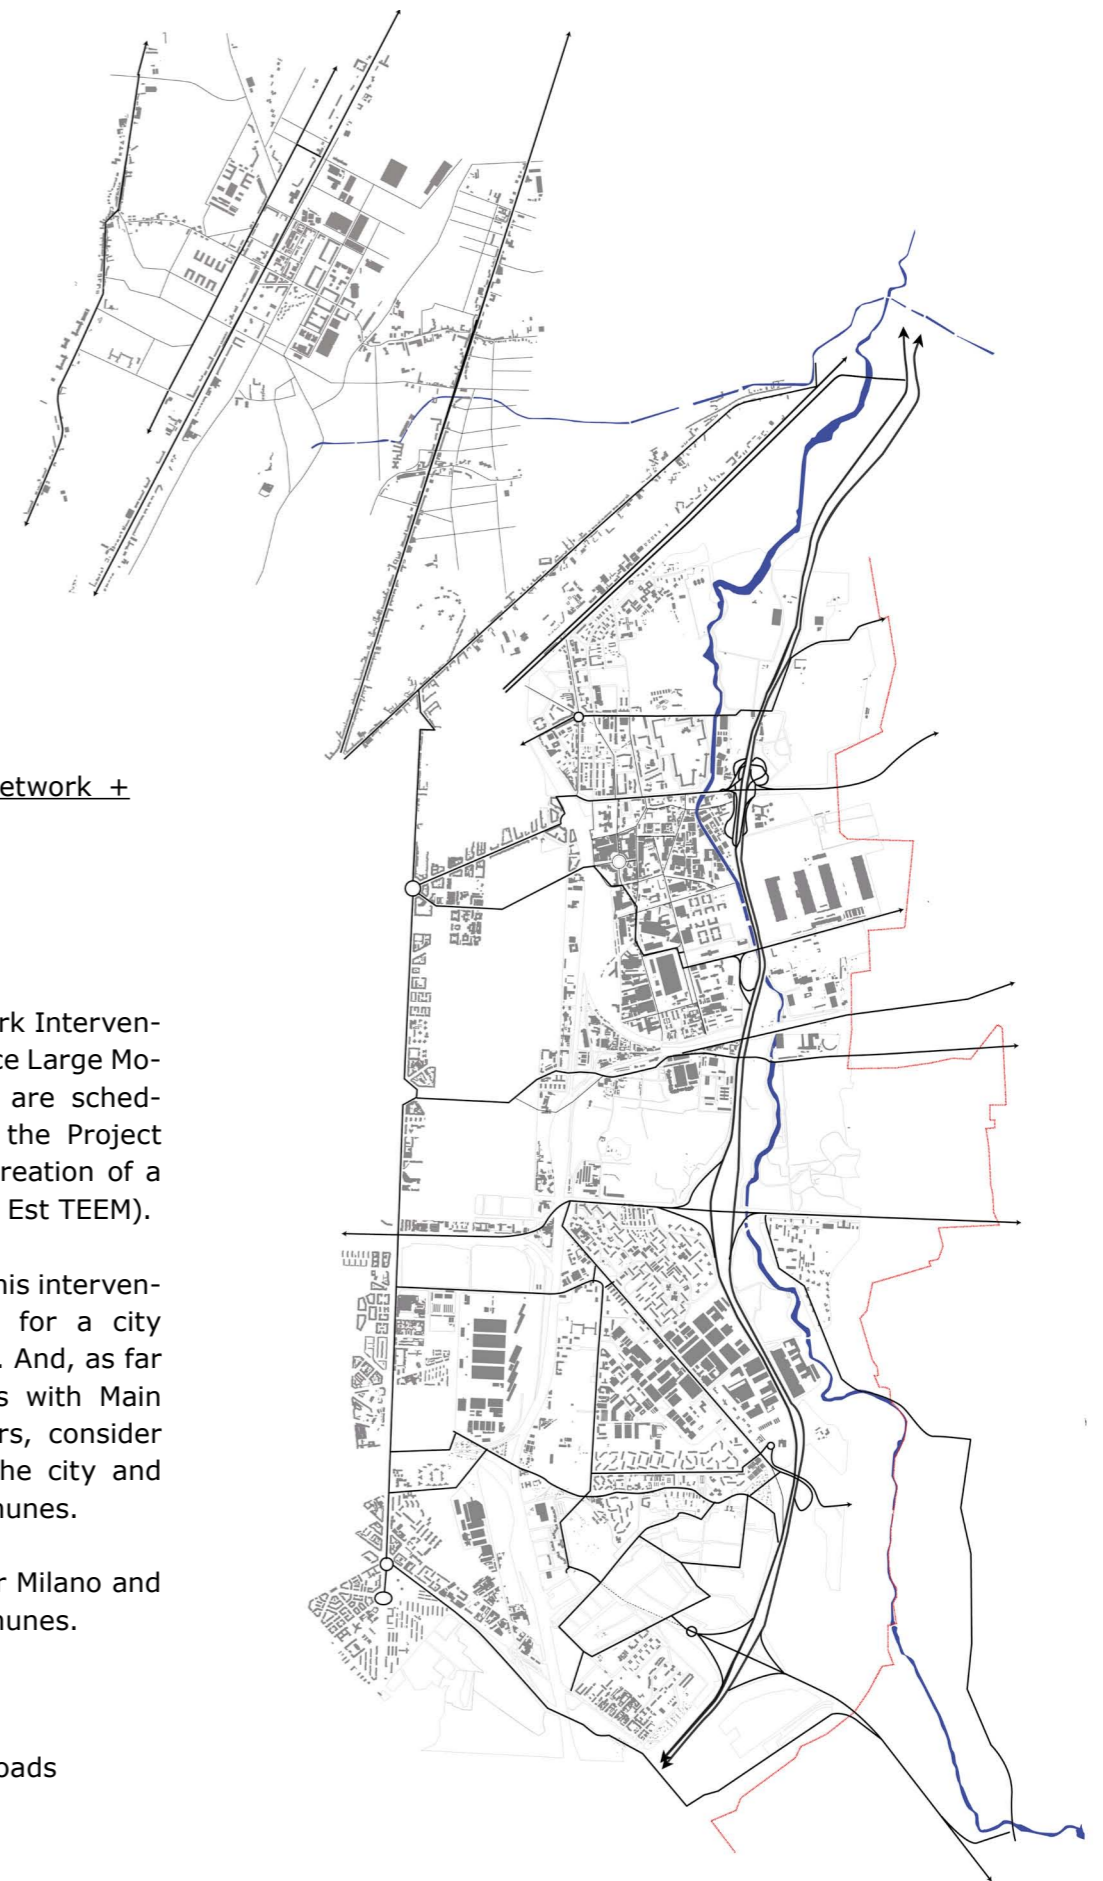 etwork +
rk Interven-
ce Large Mo-
are sched-
the Project
reation of a
Est TEEM).
his interven-
for a city
. And, as far
s with Main
rs, consider
he city and
nunes.
r Milano and
nunes.
oads